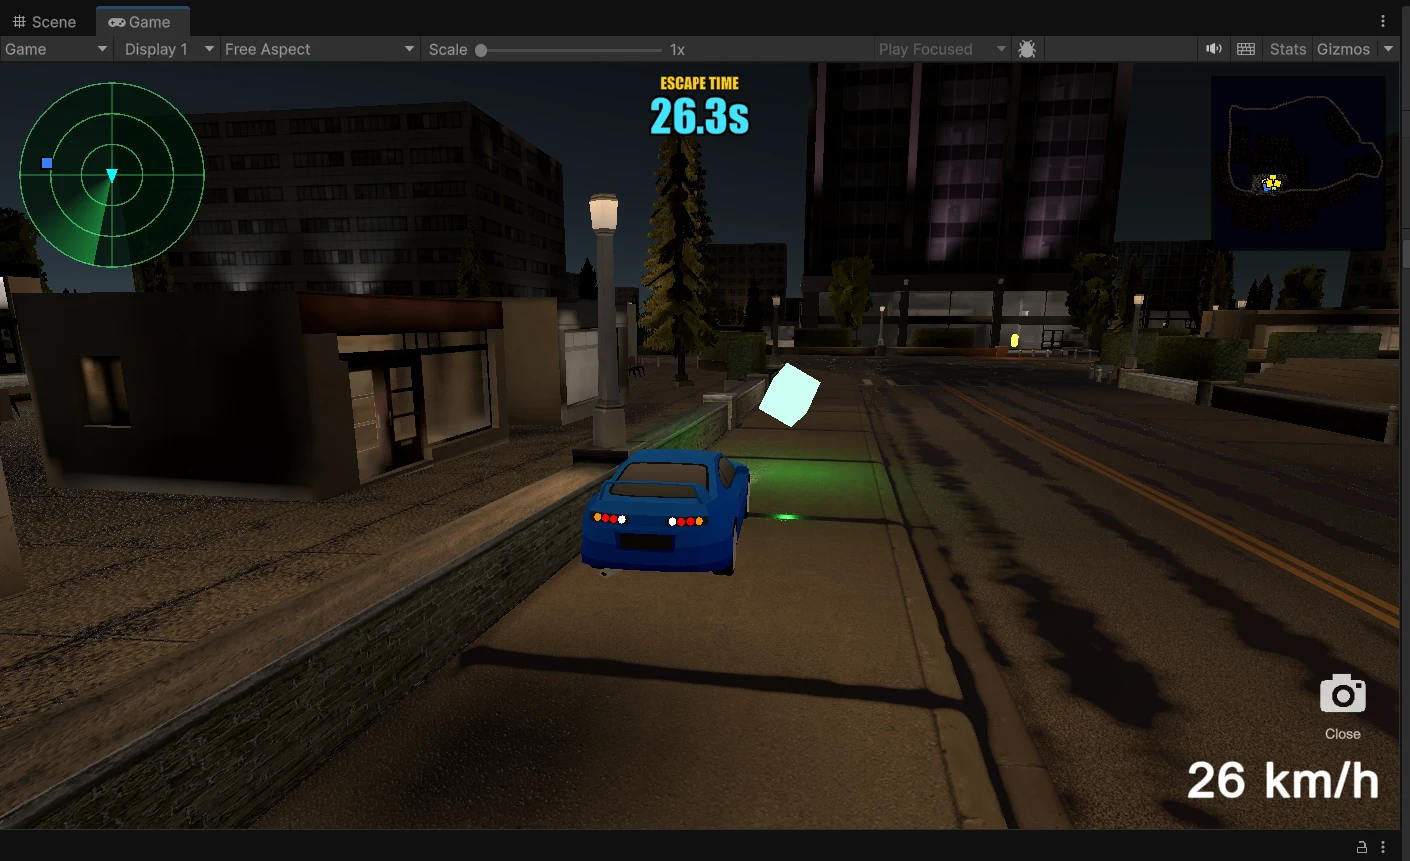 Scene
Game
Game
Display 1
Free Aspect
Scale
1x
Play Focused
Stats
Gizmos
ESCAPE TIME
26.3s
Close
26 km/h